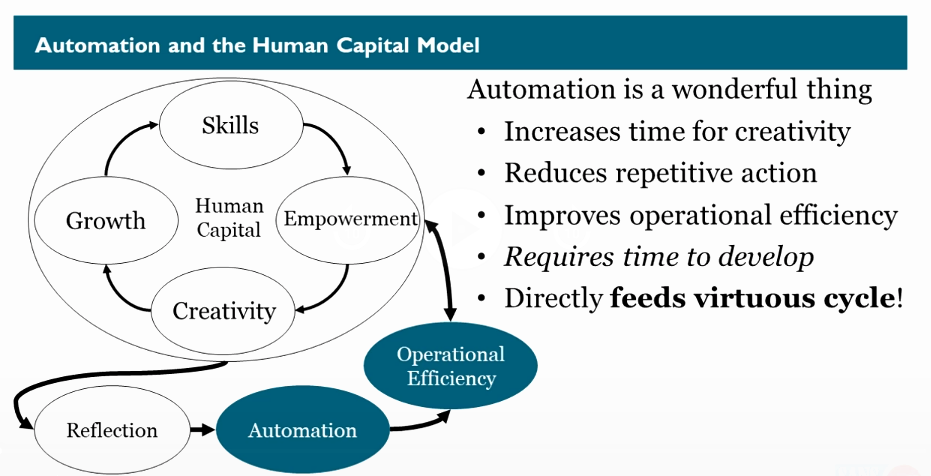 Automation and the Human Capital Model
Automation is a wonderful thing
• Increases time for creativity
• Reduces repetitive action
• Improves operational efficiency
• Requires time to develop
• Directly feeds virtuous cycle!
Skills
Growth
Human
Capital
Empowerment
Creativity
Operational
Efficiency
Reflection
Automation